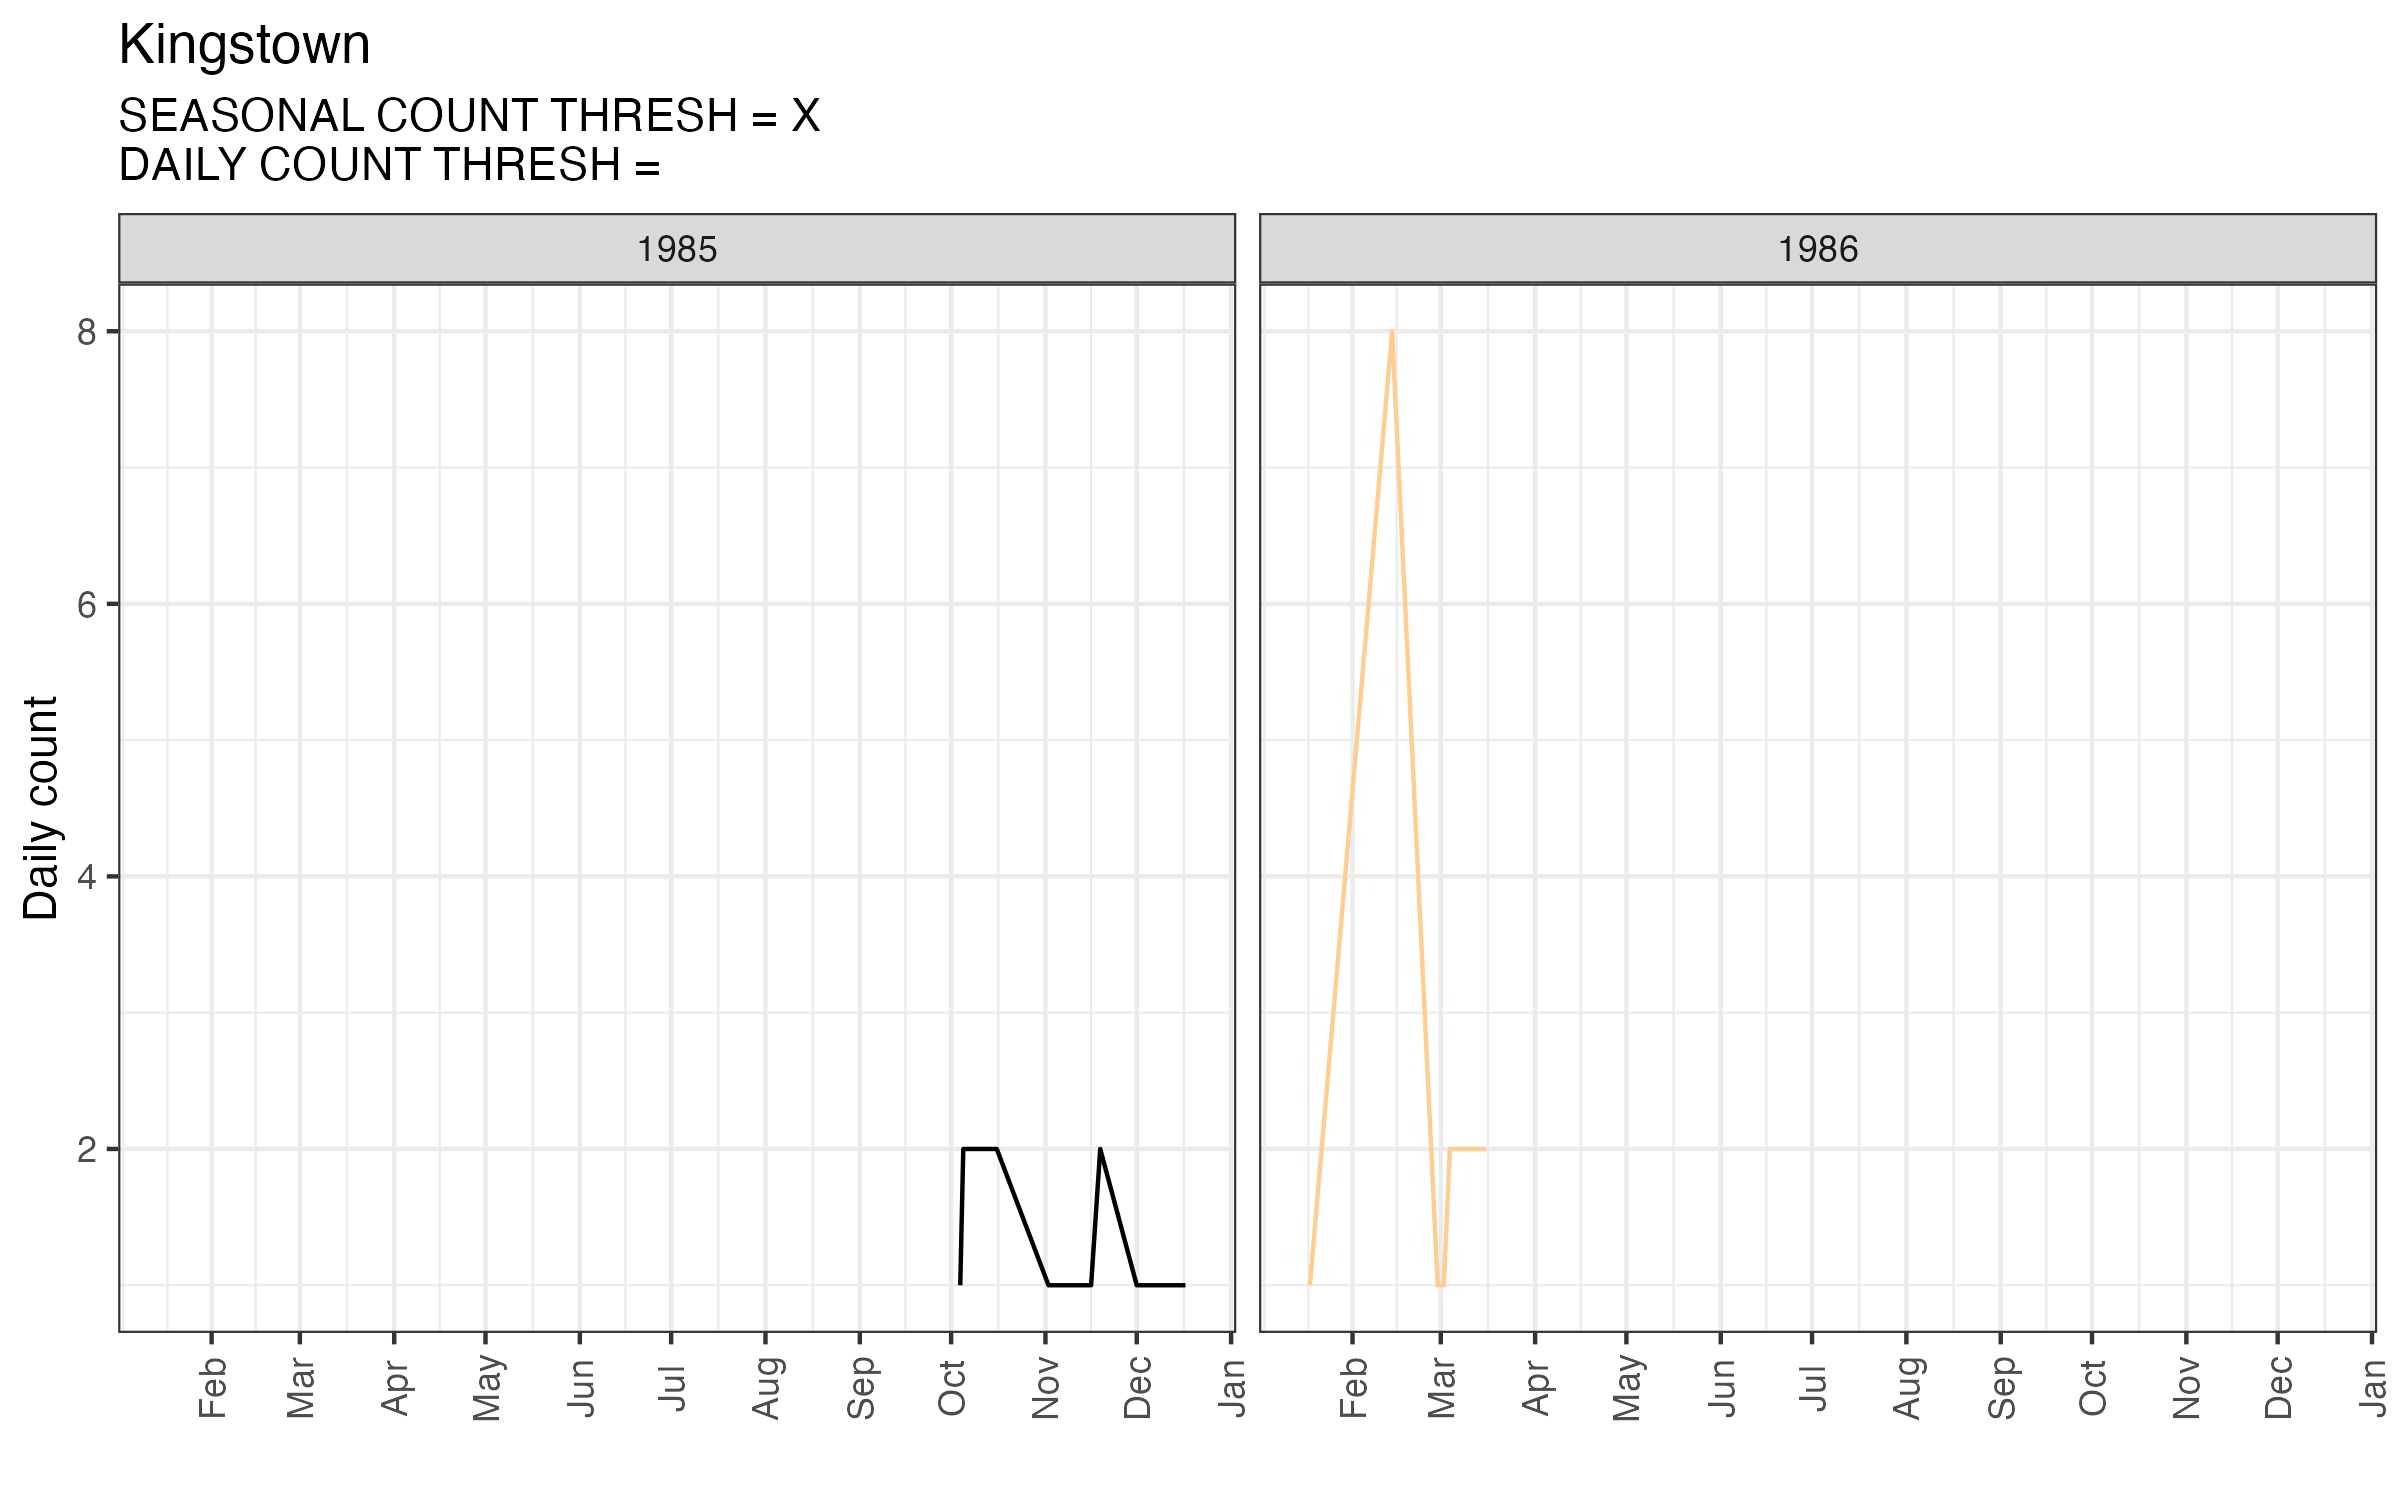 Kingstown
SEASONAL COUNT THRESH = X
DAILY COUNT THRESH =
1985
1986
Daily count
8
6
4
2
Feb
Mar
Apr
May
Jun
Jul
Aug
Sep
Oct
Nov
Dec
Jan
Feb
Mar
Apr
May
Jun
Jul
Aug
Sep
Oct
Nov
Dec
Jan